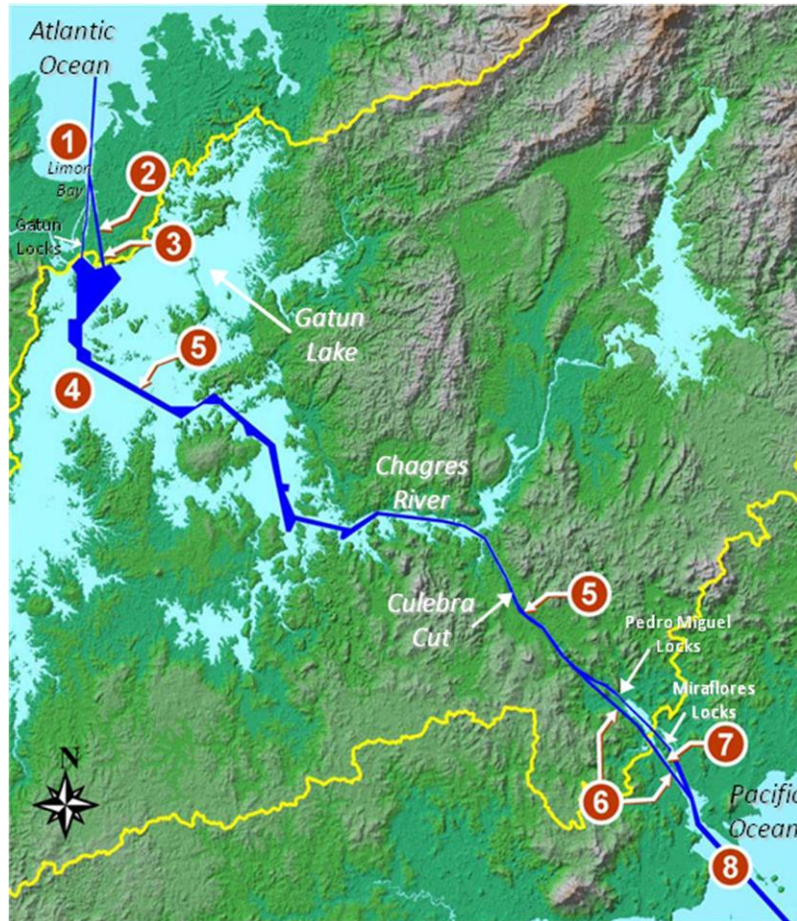 Atlantic
Ocean
1
Limon
Bay
2
Gatun
Locks
3
Gatun
Lake
5
4
Chagres
River
Culebra
Cut
5
Pedro Miguel
Locks
Miraflores
Locks
7
6
N
Pacific
Ocean
8